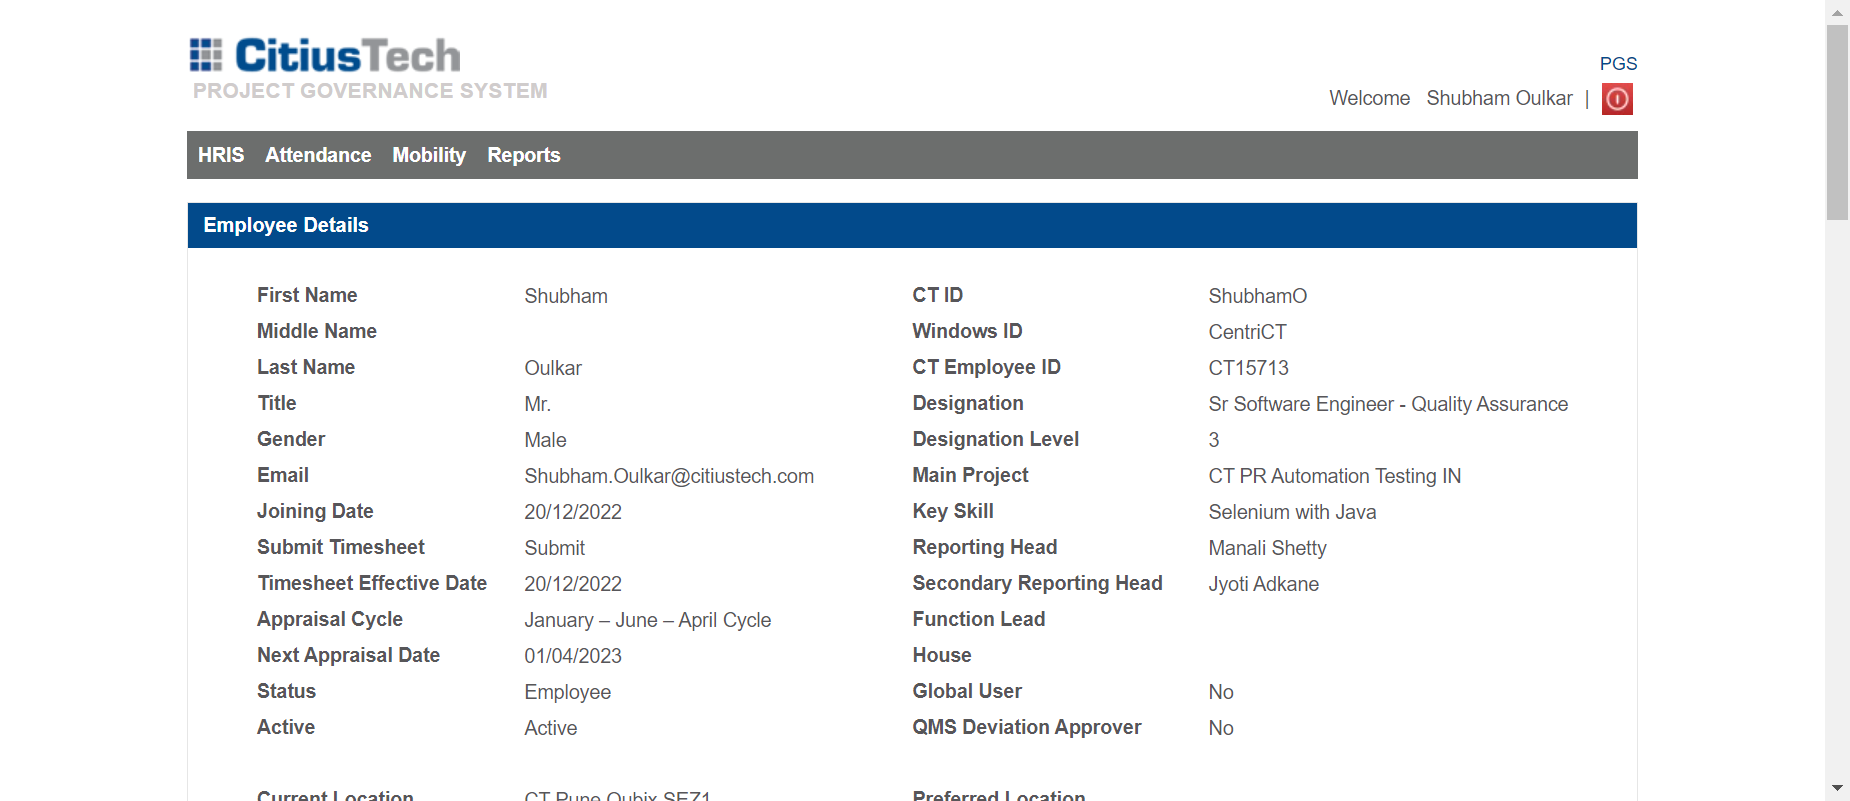 CitiusTech
PROJECT GOVERNANCE SYSTEM
PGS
Welcome Shubham Oulkar |
HRIS Attendance Mobility Reports
Employee Details
First Name Shubham CT ID ShubhamO
Middle Name Windows ID CentriCT
Last Name Oulkar CT Employee ID CT15713
Title Mr. Designation Sr Software Engineer - Quality Assurance
Gender Male Designation Level 3
Email Shubham.Oulkar@citiustech.com Main Project CT PR Automation Testing IN
Joining Date 20/12/2022 Key Skill Selenium with Java
Submit Timesheet Submit Reporting Head Manali Shetty
Timesheet Effective Date 20/12/2022 Secondary Reporting Head Jyoti Adkane
Appraisal Cycle January – June – April Cycle Function Lead
Next Appraisal Date 01/04/2023 House
Status Employee Global User No
Active Active QMS Deviation Approver No
Current Location CT Pune Qubix SEZ1 Preferred Location